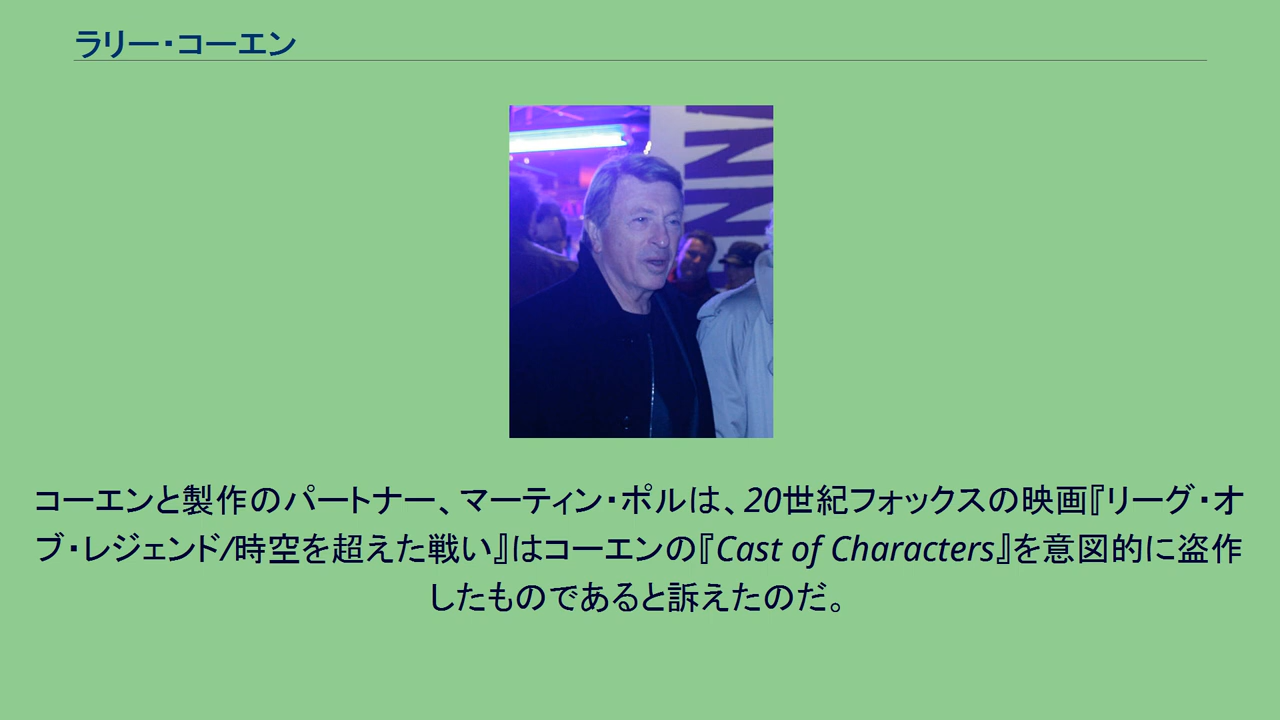 ラリー・コーエン
NNA
コーエンと製作のパートナー、マーティン・ポルは、20世紀フォックスの映画『リーグ・オ
ブ・レジェンド/時空を超えた戦い』はコーエンの『Cast of Characters』を意図的に盗作
したものであると訴えたのだ。